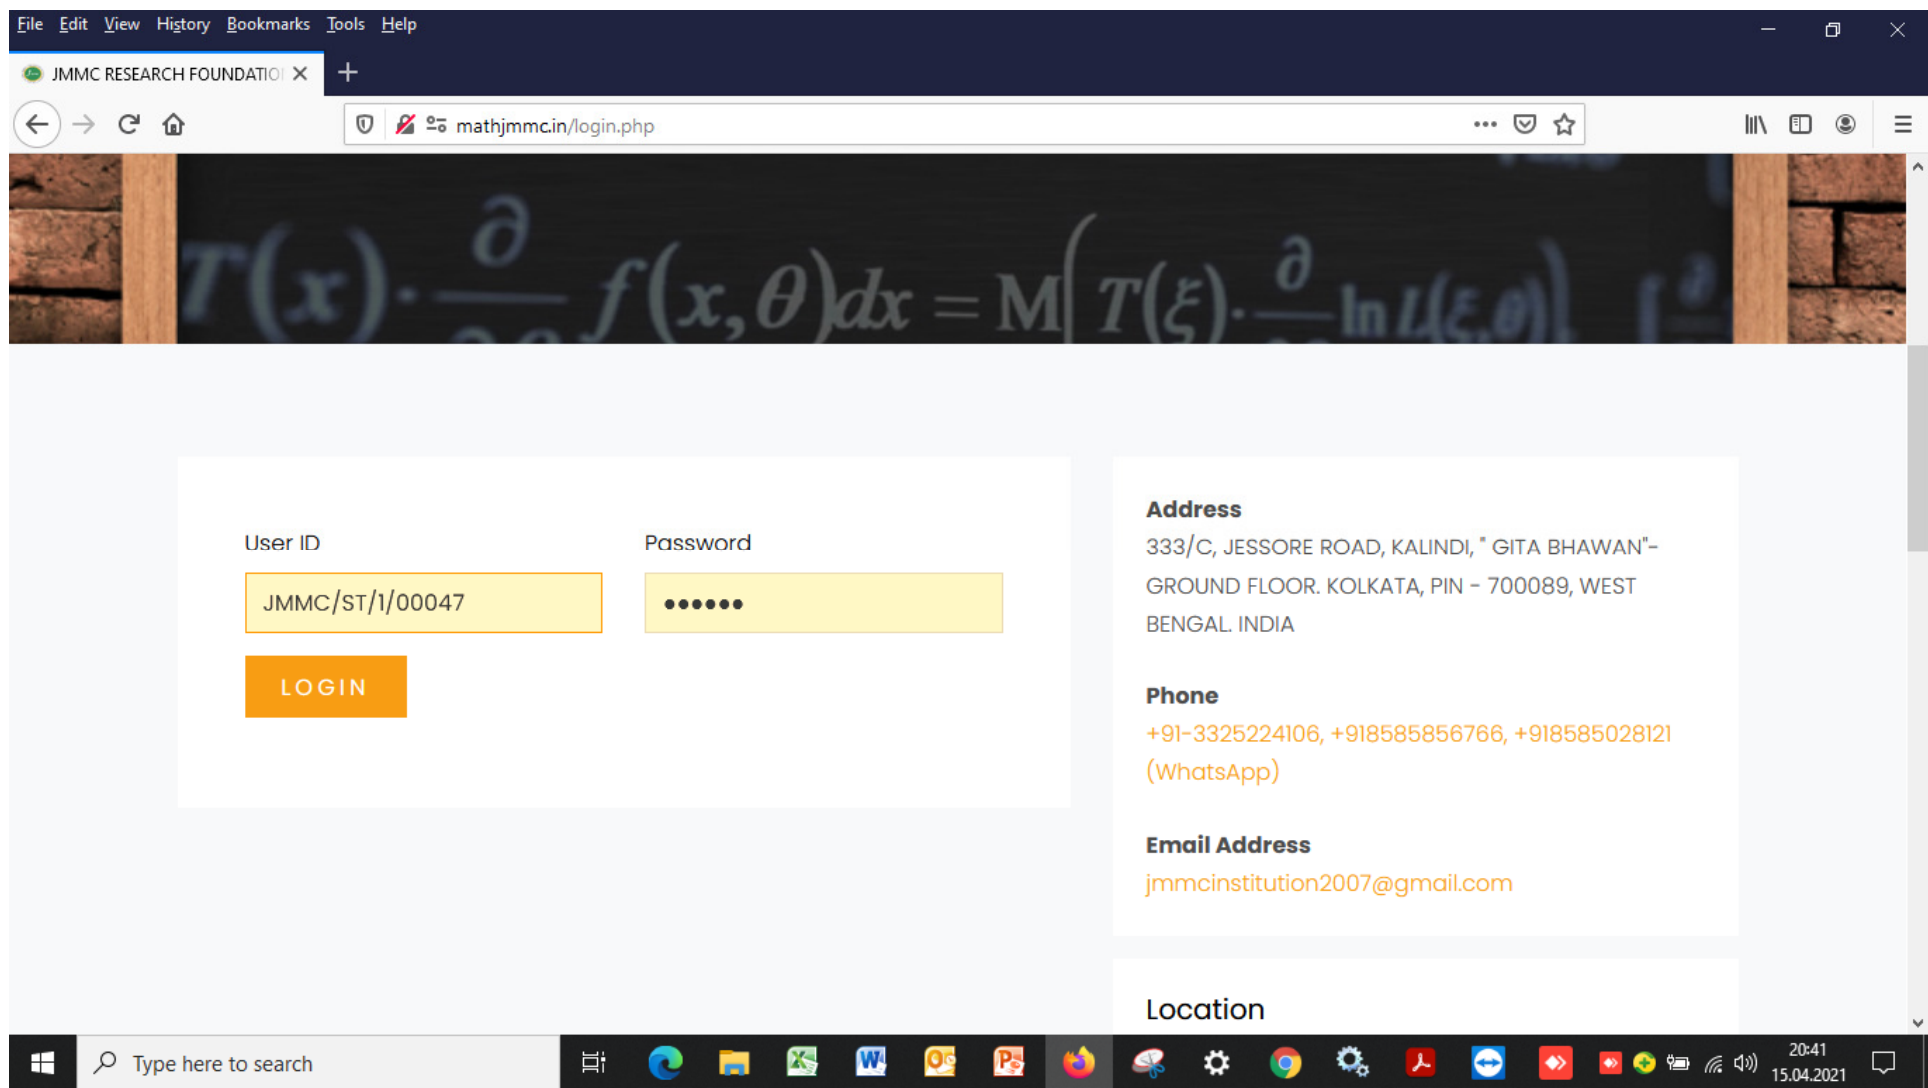 File Edit View History Bookmarks Tools Help
JMMC RESEARCH FOUNDATIO
mathjmmc.in/login.php
T(x)·∂ f(x,θ)dx = M( T(ξ)·∂ ln L(ξ,θ)) ∫ ∂
User ID
Password
JMMC/ST/1/00047
••••••
LOGIN
Address
333/C, JESSORE ROAD, KALINDI, " GITA BHAWAN"-
GROUND FLOOR. KOLKATA, PIN - 700089, WEST
BENGAL. INDIA
Phone
+91-3325224106, +918585856766, +918585028121
(WhatsApp)
Email Address
jmmcinstitution2007@gmail.com
Location
Type here to search
20:41
15.04.2021